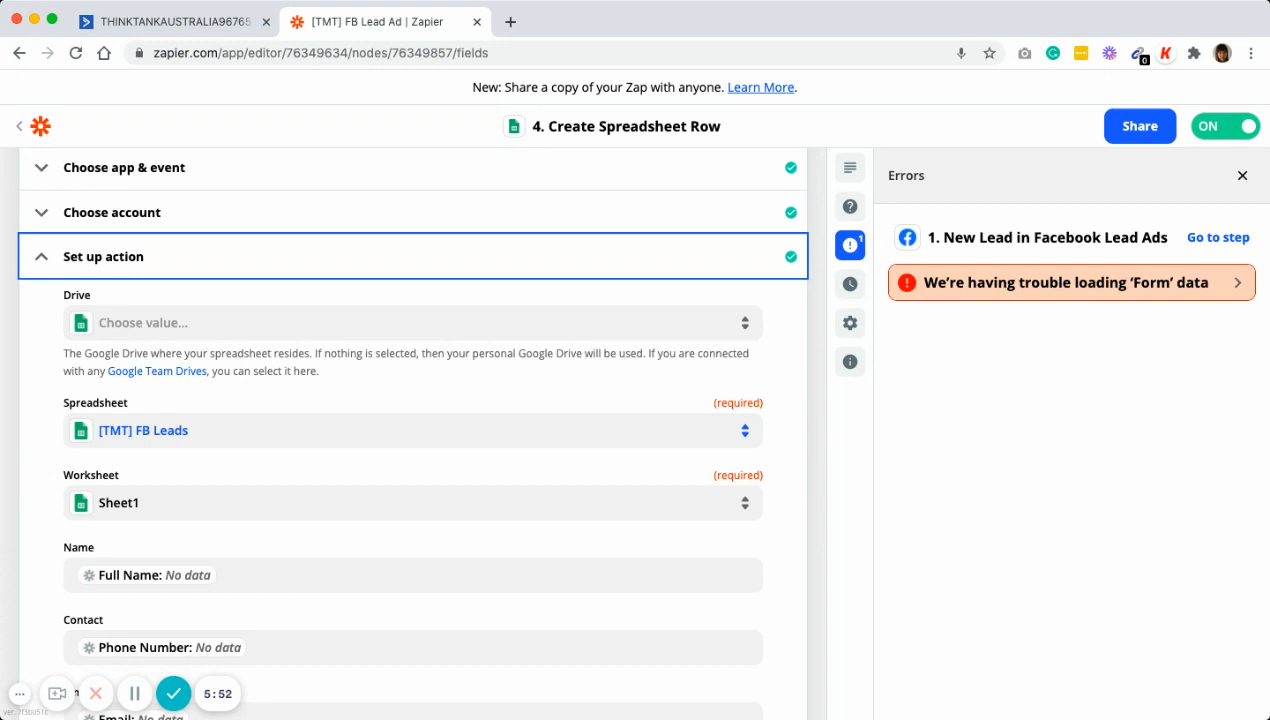 THINKTANKAUSTRALIA96765
[TMT] FB Lead Ad | Zapier
zapier.com/app/editor/76349634/nodes/76349857/fields
0
K
New: Share a copy of your Zap with anyone. Learn More.
4. Create Spreadsheet Row
Share
ON
Choose app & event
Choose account
Set up action
Drive
Choose value...
The Google Drive where your spreadsheet resides. If nothing is selected, then your personal Google Drive will be used. If you are connected
with any Google Team Drives, you can select it here.
Spreadsheet (required)
[TMT] FB Leads
Worksheet (required)
Sheet1
Name
Full Name: No data
Contact
Phone Number: No data
Email: No data
5:52
Errors
1
1. New Lead in Facebook Lead Ads Go to step
We're having trouble loading 'Form' data